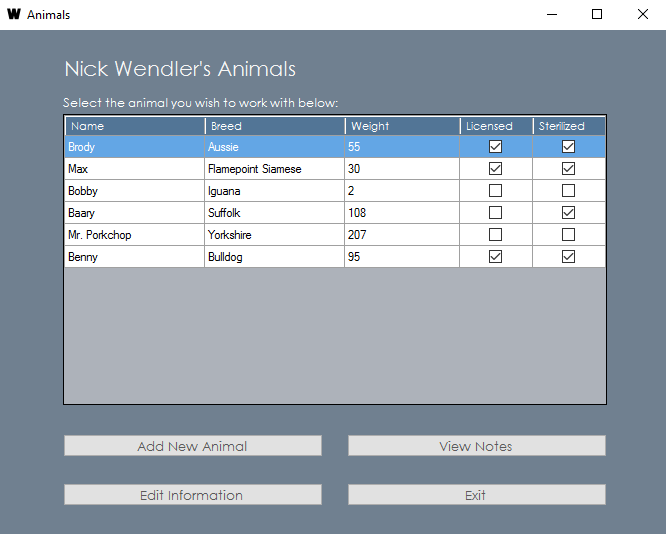 W Animals
Nick Wendler's Animals
Select the animal you wish to work with below:
Name Breed Weight Licensed Sterilized
Brody Aussie 55
Max Flamepoint Siamese 30
Bobby Iguana 2
Baary Suffolk 108
Mr. Porkchop Yorkshire 207
Benny Bulldog 95
Add New Animal View Notes
Edit Information Exit